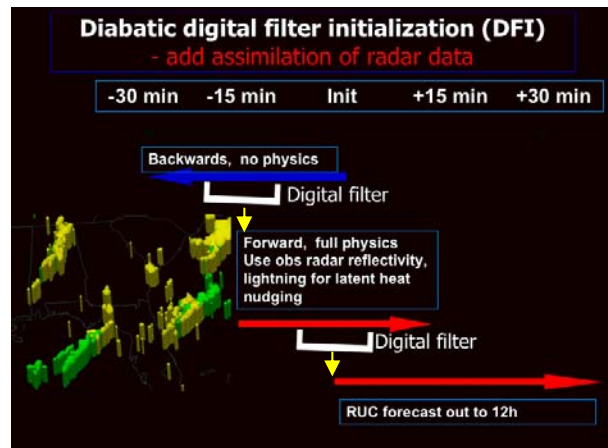 Diabatic digital filter initialization (DFI)
- add assimilation of radar data
-30 min -15 min Init +15 min +30 min
Backwards, no physics
Digital filter
Forward, full physics
Use obs radar reflectivity,
lightning for latent heat
nudging
Digital filter
RUC forecast out to 12h